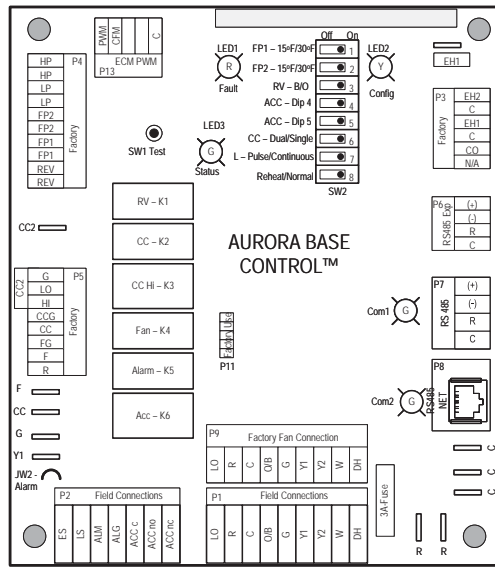 PWM
CFM
C
P13
ECM PWM
HP
HP
LP
LP
FP2
FP2
FP1
FP1
REV
REV
P4
Factory
LED1
R
Fault
Off On
FP1 – 15ºF/30ºF 1
FP2 – 15ºF/30ºF 2
RV – B/O 3
ACC – Dip 4 4
ACC – Dip 5 5
CC – Dual/Single 6
L – Pulse/Continuous 7
Reheat/Normal 8
SW2
LED2
Y
Config
EH1
P3
Factory
EH2
C
EH1
C
CO
N/A
SW1 Test
LED3
G
Status
RV – K1
CC – K2
CC Hi – K3
Fan – K4
Alarm – K5
Acc – K6
AURORA BASE
CONTROL™
P6
RS485 Exp
(+)
(-)
R
C
P7
RS 485
(+)
(-)
R
C
P8
RS485
NET
Com1
G
Com2
G
CC2
CC2
G
LO
HI
CCG
CC
FG
F
R
P5
Factory
Factory Use
P11
F
CC
G
Y1
JW2 -
Alarm
P9
Factory Fan Connection
LO
R
C
O/B
G
Y1
Y2
W
DH
P2
Field Connections
ES
LS
ALM
ALG
ACC c
ACC no
ACC nc
P1
Field Connections
LO
R
C
O/B
G
Y1
Y2
W
DH
3A-Fuse
C
C
C
R
R